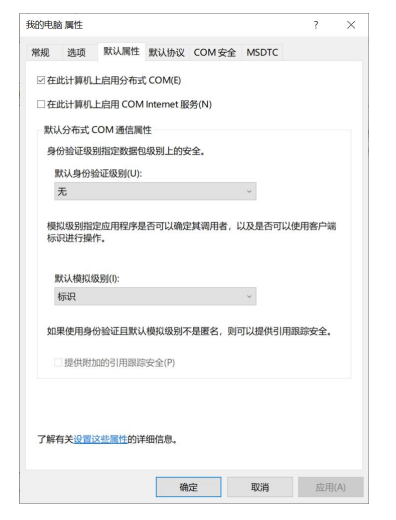 我的电脑 属性
常规 选项 默认属性 默认协议 COM 安全 MSDTC
在此计算机上启用分布式 COM(E)
在此计算机上启用 COM Internet 服务(N)
默认分布式 COM 通信属性
身份验证级别指定数据包级别上的安全。
默认身份验证级别(U):
无
模拟级别指定应用程序是否可以确定其调用者，以及是否可以使用客户端
标识进行操作。
默认模拟级别(I):
标识
如果使用身份验证且默认模拟级别不是匿名，则可以提供引用跟踪安全。
提供附加的引用跟踪安全(P)
了解有关设置这些属性的详细信息。
确定 取消 应用(A)